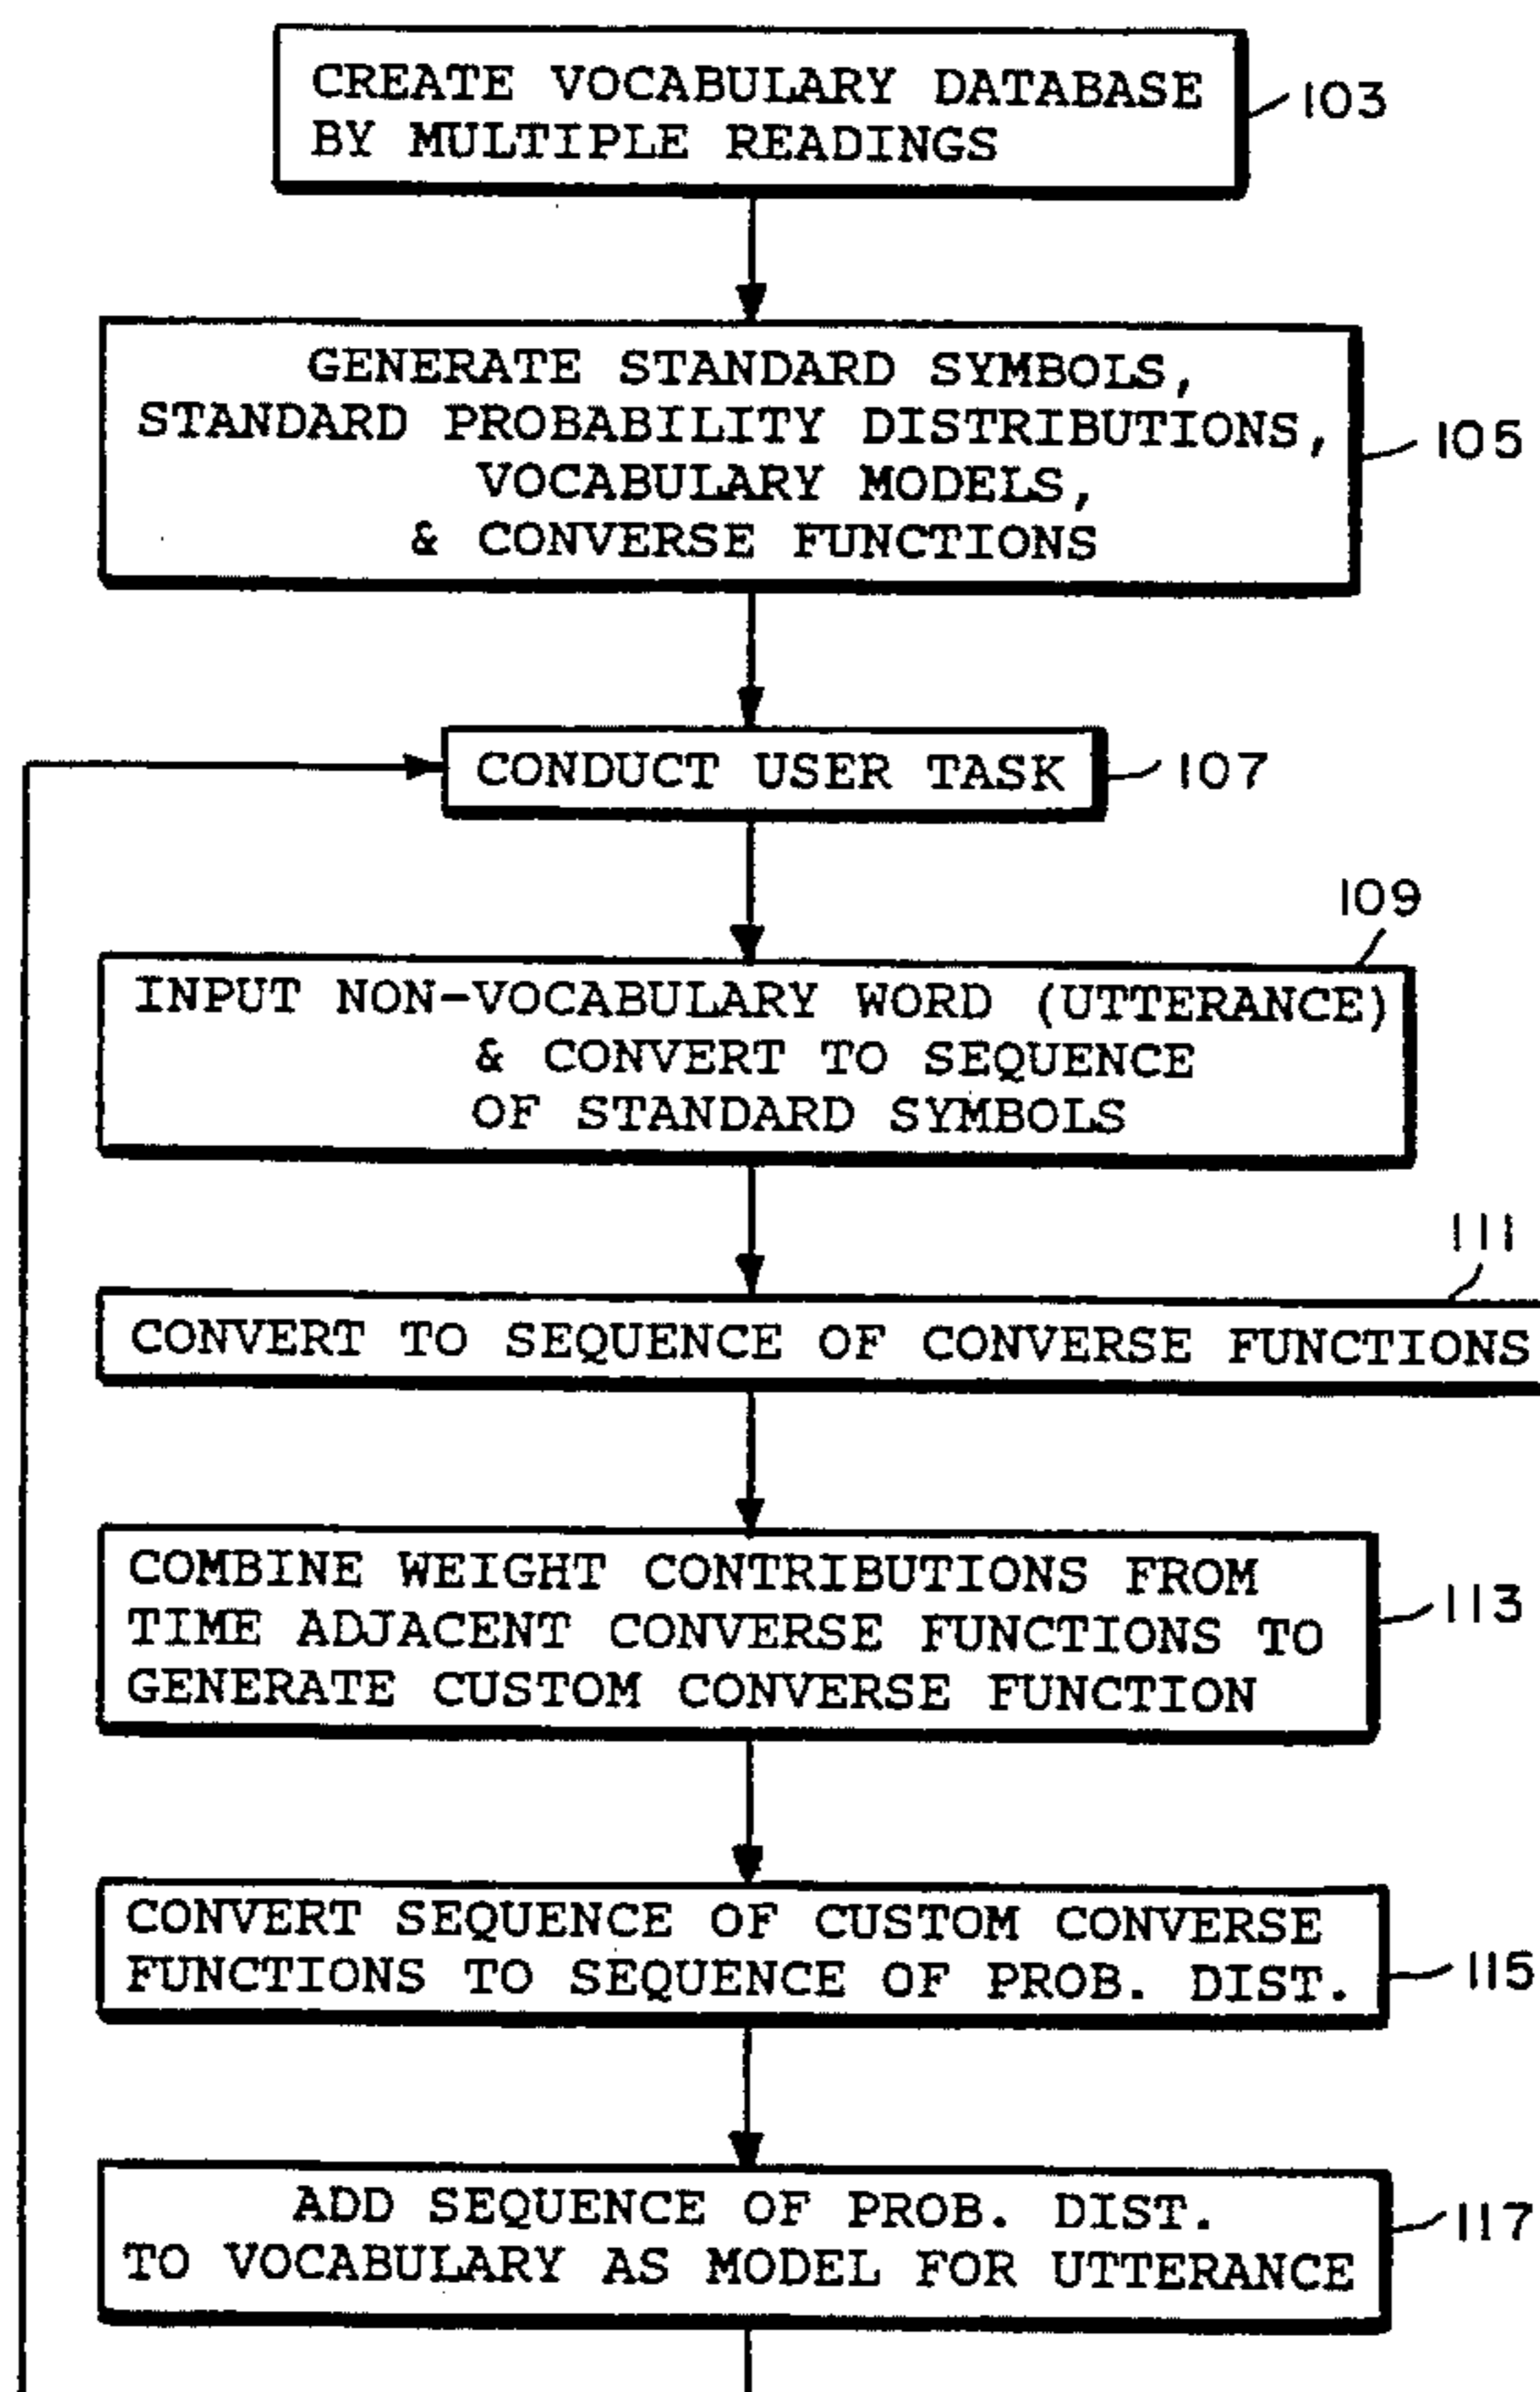 CREATE VOCABULARY DATABASE
BY MULTIPLE READINGS
103
GENERATE STANDARD SYMBOLS,
STANDARD PROBABILITY DISTRIBUTIONS,
VOCABULARY MODELS,
& CONVERSE FUNCTIONS
105
CONDUCT USER TASK
107
109
INPUT NON-VOCABULARY WORD (UTTERANCE)
& CONVERT TO SEQUENCE
OF STANDARD SYMBOLS
111
CONVERT TO SEQUENCE OF CONVERSE FUNCTIONS
COMBINE WEIGHT CONTRIBUTIONS FROM
TIME ADJACENT CONVERSE FUNCTIONS TO
GENERATE CUSTOM CONVERSE FUNCTION
113
CONVERT SEQUENCE OF CUSTOM CONVERSE
FUNCTIONS TO SEQUENCE OF PROB. DIST.
115
ADD SEQUENCE OF PROB. DIST.
TO VOCABULARY AS MODEL FOR UTTERANCE
117